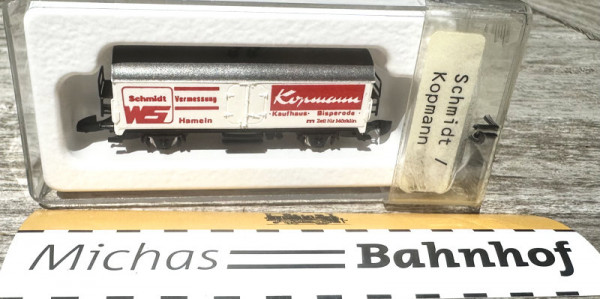 Schmidt
WS
Vermessung
Hameln
Kopmann
Kaufhaus · Bisperode
Schmidt /
Kopmann
Michas Bahnhof